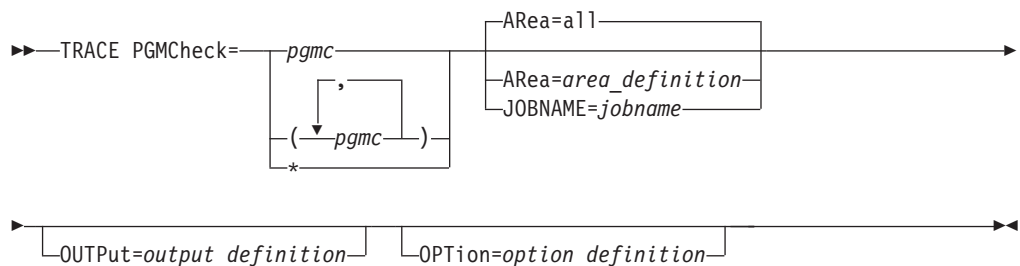 ARea=all
TRACE PGMCheck= pgmc
,
ARea=area_definition
JOBNAME=jobname
( pgmc )
*
OUTPut=output definition OPTion=option definition